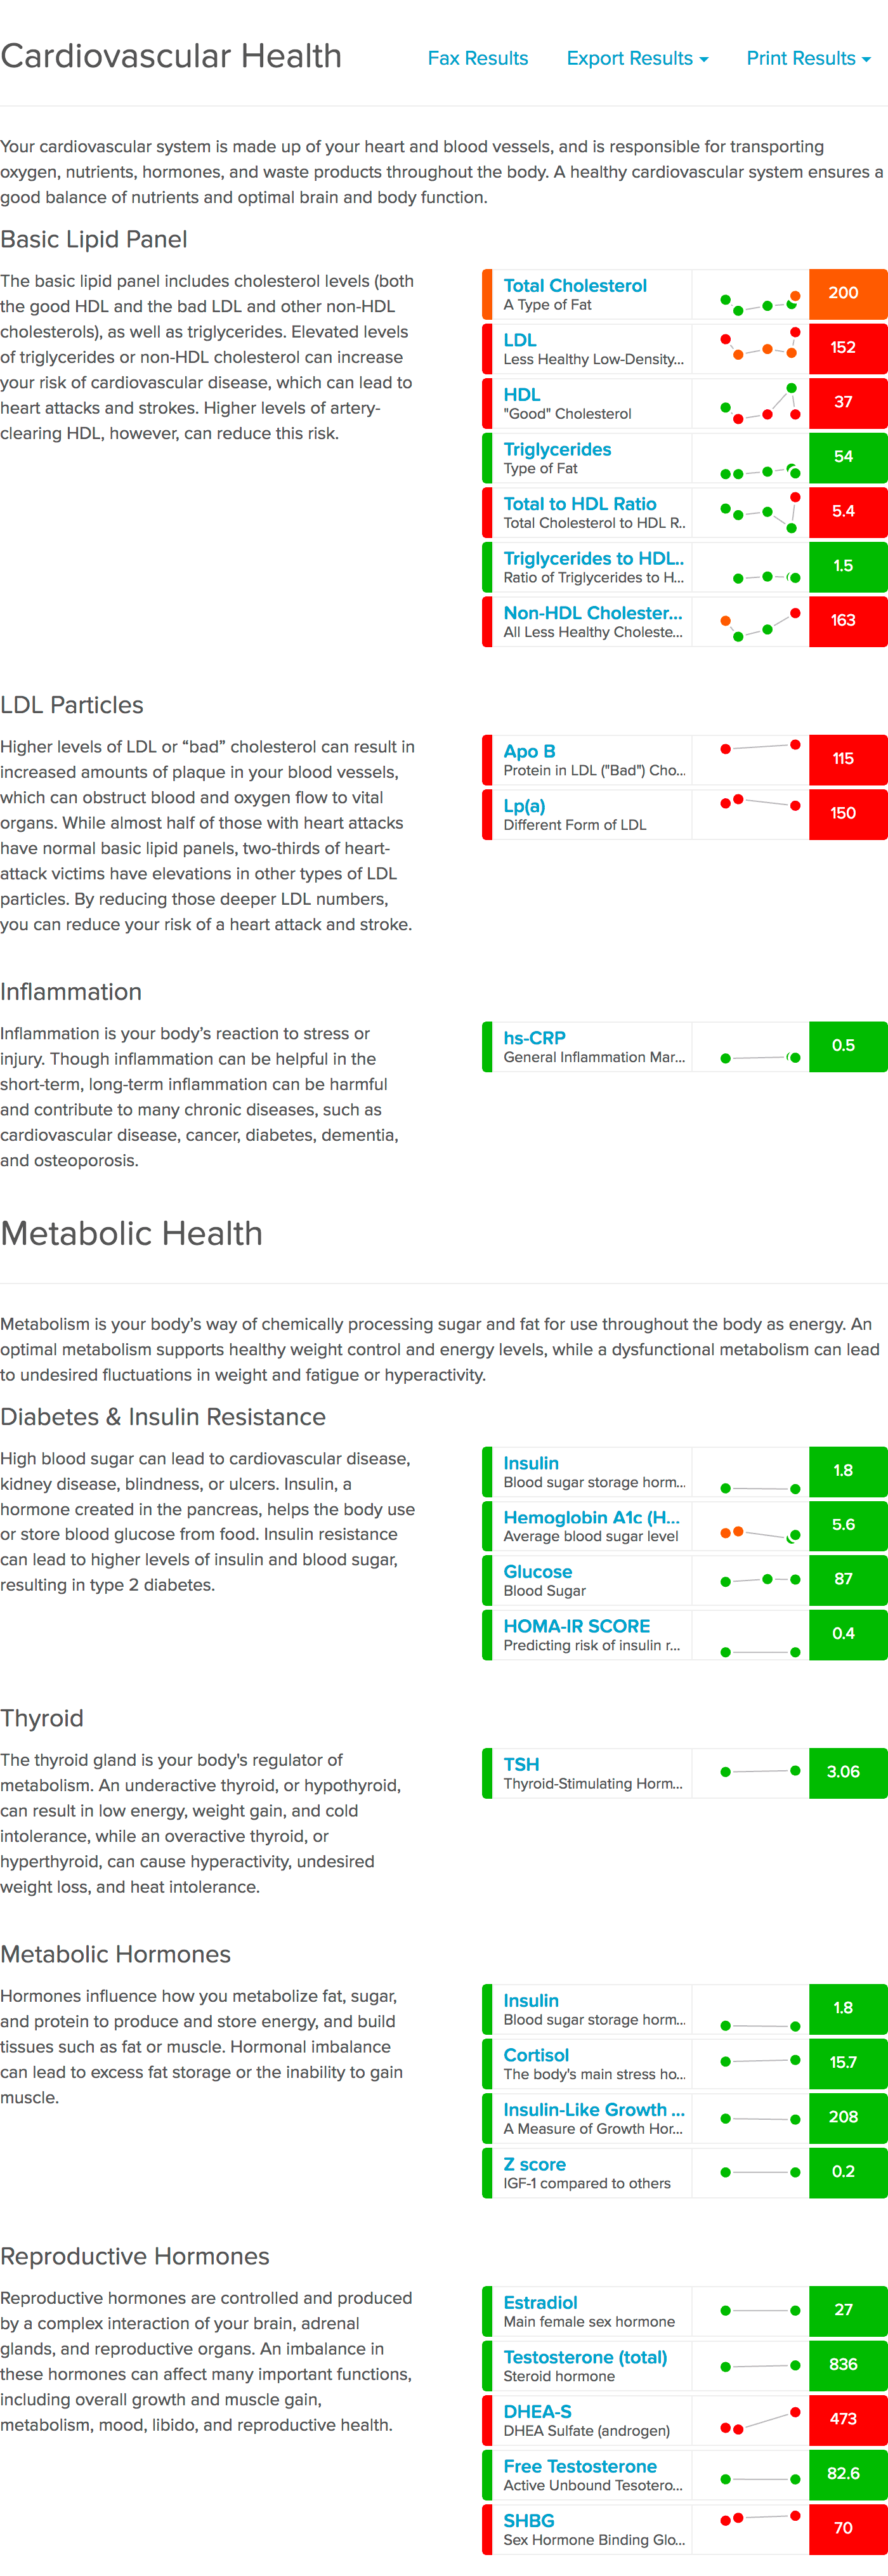 Cardiovascular Health
Fax Results
Export Results
Print Results
Your cardiovascular system is made up of your heart and blood vessels, and is responsible for transporting
oxygen, nutrients, hormones, and waste products throughout the body. A healthy cardiovascular system ensures a
good balance of nutrients and optimal brain and body function.
Basic Lipid Panel
The basic lipid panel includes cholesterol levels (both
the good HDL and the bad LDL and other non-HDL
cholesterols), as well as triglycerides. Elevated levels
of triglycerides or non-HDL cholesterol can increase
your risk of cardiovascular disease, which can lead to
heart attacks and strokes. Higher levels of artery-
clearing HDL, however, can reduce this risk.
Total Cholesterol
A Type of Fat
200
LDL
Less Healthy Low-Density...
152
HDL
"Good" Cholesterol
37
Triglycerides
Type of Fat
54
Total to HDL Ratio
Total Cholesterol to HDL R..
5.4
Triglycerides to HDL..
Ratio of Triglycerides to H...
1.5
Non-HDL Cholester...
All Less Healthy Choleste...
163
LDL Particles
Higher levels of LDL or “bad” cholesterol can result in
increased amounts of plaque in your blood vessels,
which can obstruct blood and oxygen flow to vital
organs. While almost half of those with heart attacks
have normal basic lipid panels, two-thirds of heart-
attack victims have elevations in other types of LDL
particles. By reducing those deeper LDL numbers,
you can reduce your risk of a heart attack and stroke.
Apo B
Protein in LDL ("Bad") Cho...
115
Lp(a)
Different Form of LDL
150
Inflammation
Inflammation is your body’s reaction to stress or
injury. Though inflammation can be helpful in the
short-term, long-term inflammation can be harmful
and contribute to many chronic diseases, such as
cardiovascular disease, cancer, diabetes, dementia,
and osteoporosis.
hs-CRP
General Inflammation Mar...
0.5
Metabolic Health
Metabolism is your body’s way of chemically processing sugar and fat for use throughout the body as energy. An
optimal metabolism supports healthy weight control and energy levels, while a dysfunctional metabolism can lead
to undesired fluctuations in weight and fatigue or hyperactivity.
Diabetes & Insulin Resistance
High blood sugar can lead to cardiovascular disease,
kidney disease, blindness, or ulcers. Insulin, a
hormone created in the pancreas, helps the body use
or store blood glucose from food. Insulin resistance
can lead to higher levels of insulin and blood sugar,
resulting in type 2 diabetes.
Insulin
Blood sugar storage horm...
1.8
Hemoglobin A1c (H...
Average blood sugar level
5.6
Glucose
Blood Sugar
87
HOMA-IR SCORE
Predicting risk of insulin r...
0.4
Thyroid
The thyroid gland is your body's regulator of
metabolism. An underactive thyroid, or hypothyroid,
can result in low energy, weight gain, and cold
intolerance, while an overactive thyroid, or
hyperthyroid, can cause hyperactivity, undesired
weight loss, and heat intolerance.
TSH
Thyroid-Stimulating Horm...
3.06
Metabolic Hormones
Hormones influence how you metabolize fat, sugar,
and protein to produce and store energy, and build
tissues such as fat or muscle. Hormonal imbalance
can lead to excess fat storage or the inability to gain
muscle.
Insulin
Blood sugar storage horm...
1.8
Cortisol
The body's main stress ho...
15.7
Insulin-Like Growth ...
A Measure of Growth Hor...
208
Z score
IGF-1 compared to others
0.2
Reproductive Hormones
Reproductive hormones are controlled and produced
by a complex interaction of your brain, adrenal
glands, and reproductive organs. An imbalance in
these hormones can affect many important functions,
including overall growth and muscle gain,
metabolism, mood, libido, and reproductive health.
Estradiol
Main female sex hormone
27
Testosterone (total)
Steroid hormone
836
DHEA-S
DHEA Sulfate (androgen)
473
Free Testosterone
Active Unbound Tesotero...
82.6
SHBG
Sex Hormone Binding Glo...
70